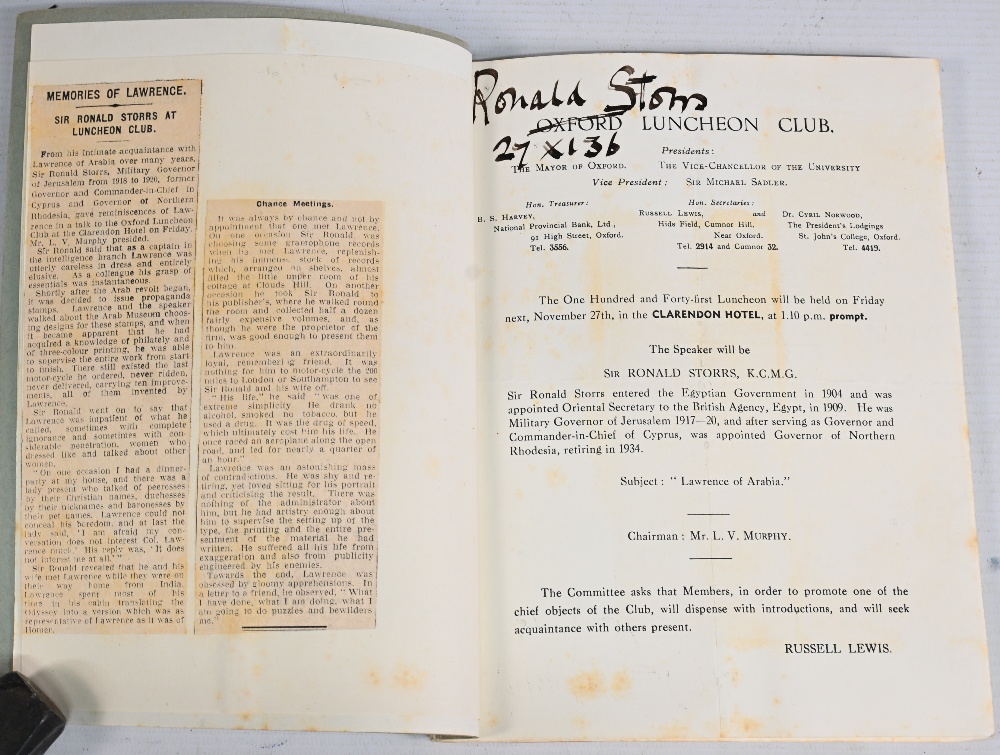 MEMORIES OF LAWRENCE.
SIR RONALD STORRS AT
LUNCHEON CLUB.
From his intimate acquaintance with
Lawrence of Arabia over many years,
Sir Ronald Storrs, Military Governor
of Jerusalem from 1918 to 1920, former
Governor and Commander-in-Chief in
Cyprus and Governor of Northern
Rhodesia, gave reminiscences of Law-
rence in a talk to the Oxford Luncheon
Club at the Clarendon Hotel on Friday.
Mr. L. V. Murphy presided.
Sir Ronald said that as a captain in
the intelligence branch Lawrence was
utterly careless in dress and entirely
elusive. As a colleague his grasp of
essentials was instantaneous.
Shortly after the Arab revolt began,
it was decided to issue propaganda
stamps. Lawrence and the speaker
walked about the Arab Museum choos-
ing designs for these stamps, and when
it became apparent that he had
acquired a knowledge of philately and
of three-colour printing, he was able
to supervise the entire work from start
to finish. There still existed the last
motor-cycle he ordered, never ridden,
never delivered, carrying ten improve-
ments, all of them invented by
Lawrence.
Sir Ronald went on to say that
Lawrence was impatient of what he
called, sometimes with complete
ignorance and sometimes with con-
siderable penetration, women who
dressed like and talked about other
women.
"On one occasion I had a dinner-
party at my house, and there was a
lady present who talked of peeresses
by their Christian names, duchesses
by their nicknames and baronesses by
their pet names. Lawrence could not
conceal his boredom, and at last the
lady said, 'I am afraid my con-
versation does not interest Col. Law-
rence much.' His reply was, 'It does
not interest me at all.'"
Sir Ronald revealed that he and his
wife met Lawrence while they were on
their way home from India.
Lawrence spent most of his
time in his cabin translating the
Odyssey into a version which was as
representative of Lawrence as it was of
Homer.
Chance Meetings.
It was always by chance and not by
appointment that one met Lawrence.
On one occasion Sir Ronald was
choosing some gramophone records
when he met Lawrence, replenish-
ing his immense stock of records
which, arranged on shelves, almost
filled the little upper room of his
cottage at Clouds Hill. On another
occasion he took Sir Ronald to
his publisher's, where he walked round
the room and collected half a dozen
fairly expensive volumes, and, as
though he were the proprietor of the
firm, was good enough to present them
to him.
Lawrence was an extraordinarily
loyal, remembering friend. It was
nothing for him to motor-cycle the 200
miles to London or Southampton to see
Sir Ronald and his wife off.
"His life," he said "was one of
extreme simplicity. He drank no
alcohol, smoked no tobacco, but he
used a drug. It was the drug of speed,
which ultimately cost him his life. He
once raced an aeroplane along the open
road, and led for nearly a quarter of
an hour."
Lawrence was an astonishing mass
of contradictions. He was shy and re-
tiring, yet loved sitting for his portrait
and criticising the result. There was
nothing of the administrator about
him, but he had artistry enough about
him to supervise the setting up of the
type, the printing and the entire pre-
sentment of the material he had
written. He suffered all his life from
exaggeration and also from publicity
engineered by his enemies.
Towards the end, Lawrence was
obsessed by gloomy apprehensions. In
a letter to a friend, he observed, "What
I have done, what I am doing, what I
am going to do puzzles and bewilders
me."
Ronald Storrs
OXFORD LUNCHEON CLUB.
27 XI 36
Presidents:
THE MAYOR OF OXFORD. THE VICE-CHANCELLOR OF THE UNIVERSITY
Vice President: SIR MICHAEL SADLER.
Hon. Treasurer: Hon. Secretaries:
H. S. HARVEY, RUSSELL LEWIS, and Dr. CYRIL NORWOOD,
National Provincial Bank, Ltd., Hids Field, Cumnor Hill, The President's Lodgings
92 High Street, Oxford. Near Oxford. St. John's College, Oxford.
Tel. 3556. Tel. 2914 and Cumnor 32. Tel. 4419.
The One Hundred and Forty-first Luncheon will be held on Friday
next, November 27th, in the CLARENDON HOTEL, at 1.10 p.m. prompt.
The Speaker will be
SIR RONALD STORRS, K.C.M.G.
Sir Ronald Storrs entered the Egyptian Government in 1904 and was
appointed Oriental Secretary to the British Agency, Egypt, in 1909. He was
Military Governor of Jerusalem 1917—20, and after serving as Governor and
Commander-in-Chief of Cyprus, was appointed Governor of Northern
Rhodesia, retiring in 1934.
Subject: "Lawrence of Arabia."
Chairman: Mr. L. V. MURPHY.
The Committee asks that Members, in order to promote one of the
chief objects of the Club, will dispense with introductions, and will seek
acquaintance with others present.
RUSSELL LEWIS.